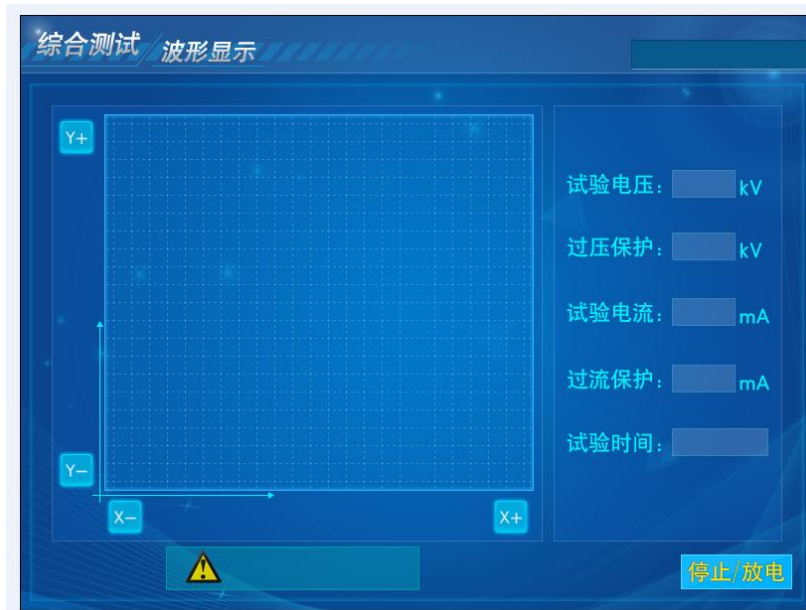 综合测试 波形显示
Y+
试验电压： kV
过压保护： kV
试验电流： mA
过流保护： mA
试验时间：
Y−
X− X+
停止/放电